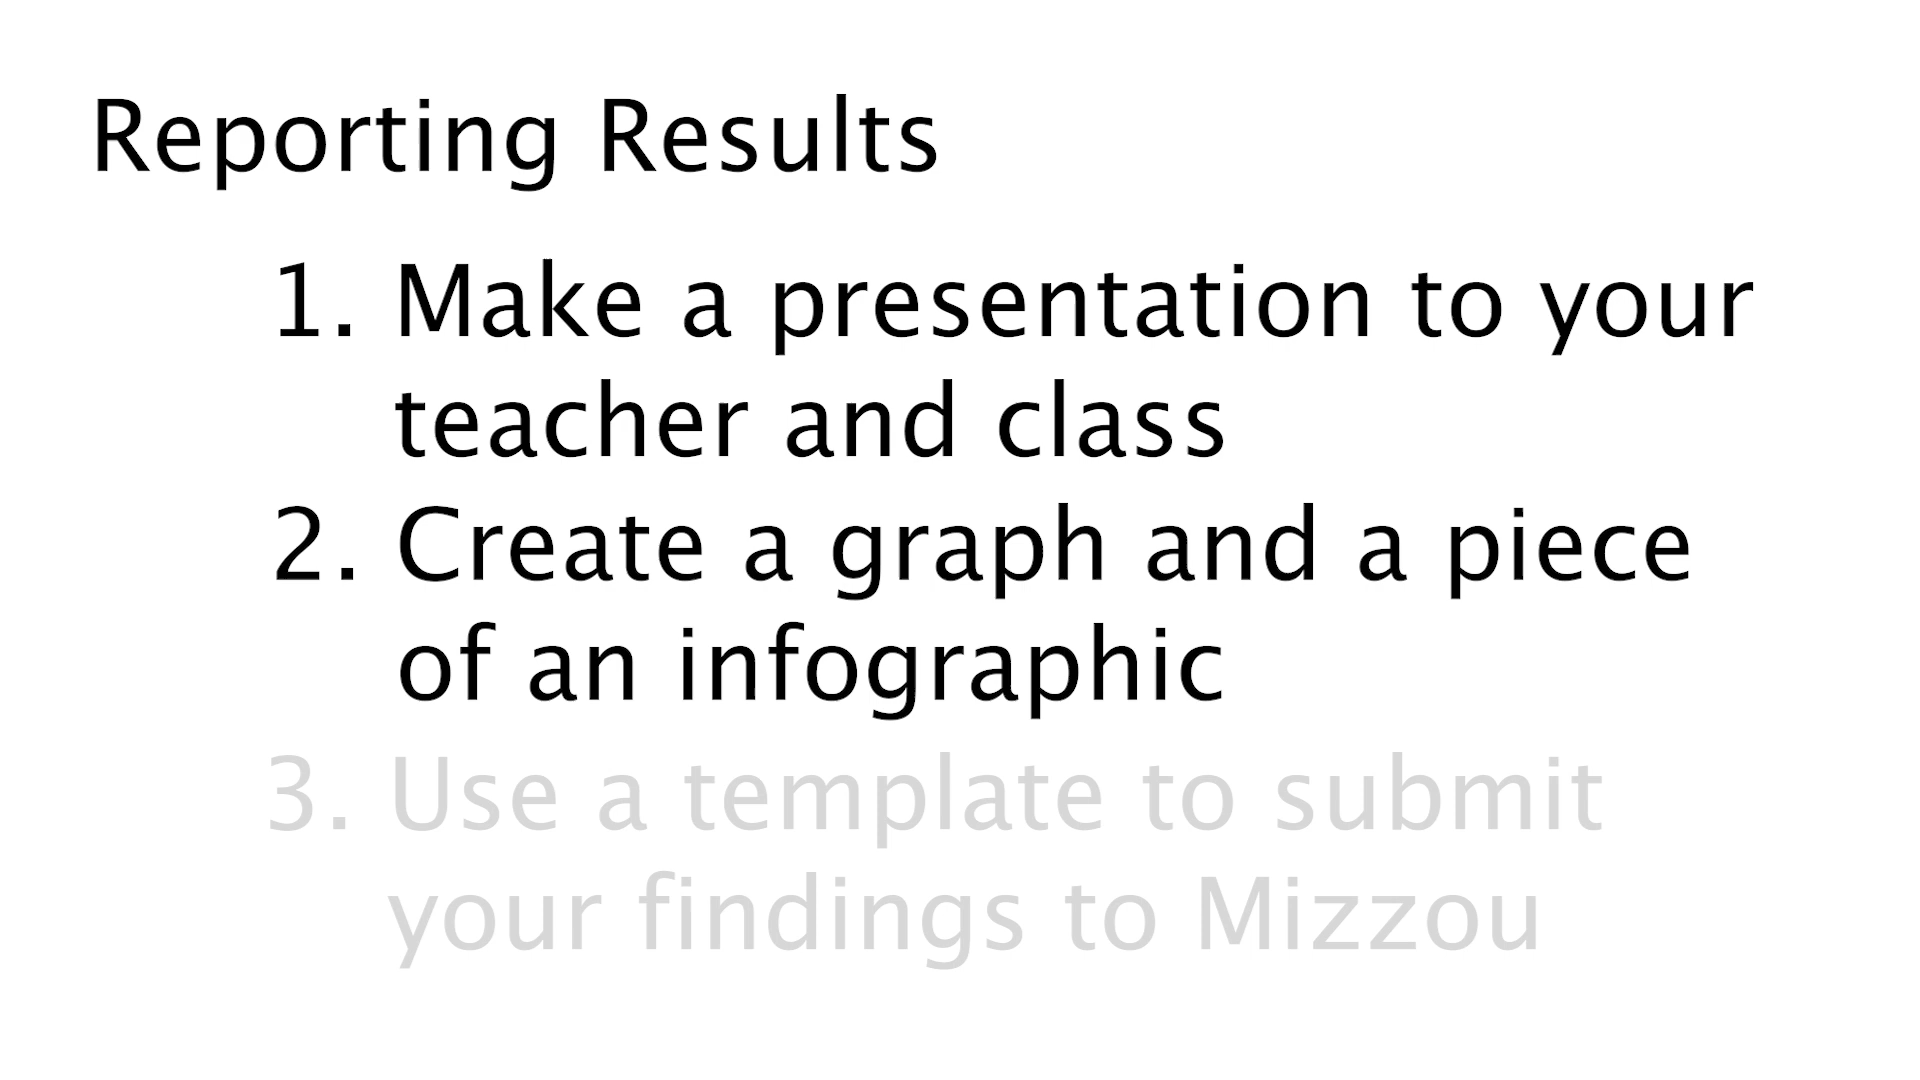 Reporting Results
1. Make a presentation to your
teacher and class
2. Create a graph and a piece
of an infographic
3. Use a template to submit
your findings to Mizzou